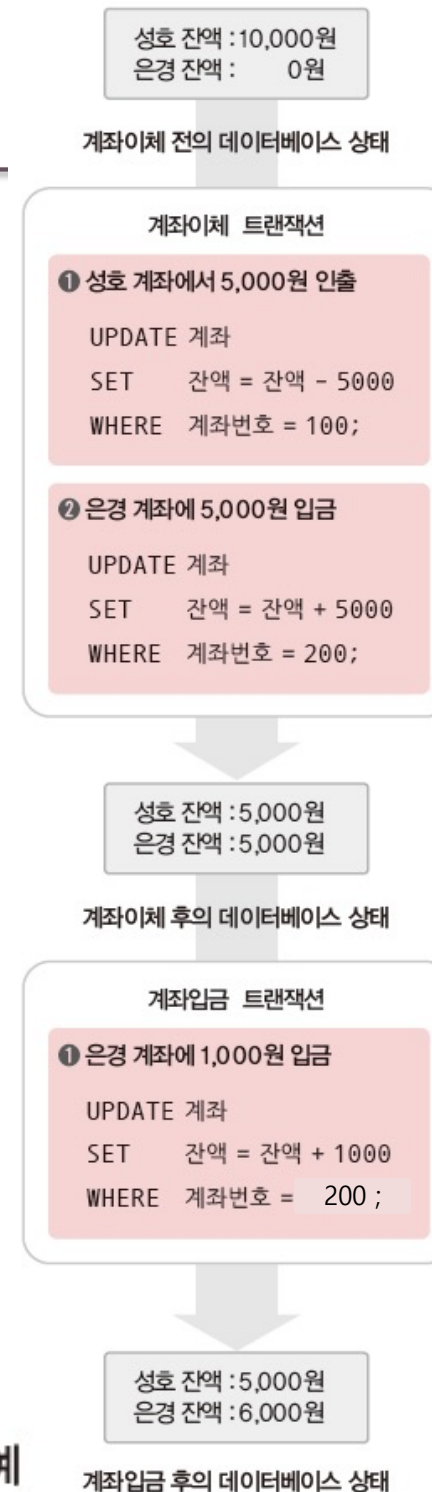 성호 잔액 : 10,000원
은경 잔액 : 0원
계좌이체 전의 데이터베이스 상태
계좌이체 트랜잭션
❶ 성호 계좌에서 5,000원 인출
UPDATE 계좌
SET 잔액 = 잔액 - 5000
WHERE 계좌번호 = 100;
❷ 은경 계좌에 5,000원 입금
UPDATE 계좌
SET 잔액 = 잔액 + 5000
WHERE 계좌번호 = 200;
성호 잔액 : 5,000원
은경 잔액 : 5,000원
계좌이체 후의 데이터베이스 상태
계좌입금 트랜잭션
❶ 은경 계좌에 1,000원 입금
UPDATE 계좌
SET 잔액 = 잔액 + 1000
WHERE 계좌번호 = 200 ;
성호 잔액 : 5,000원
은경 잔액 : 6,000원
예
계좌입금 후의 데이터베이스 상태